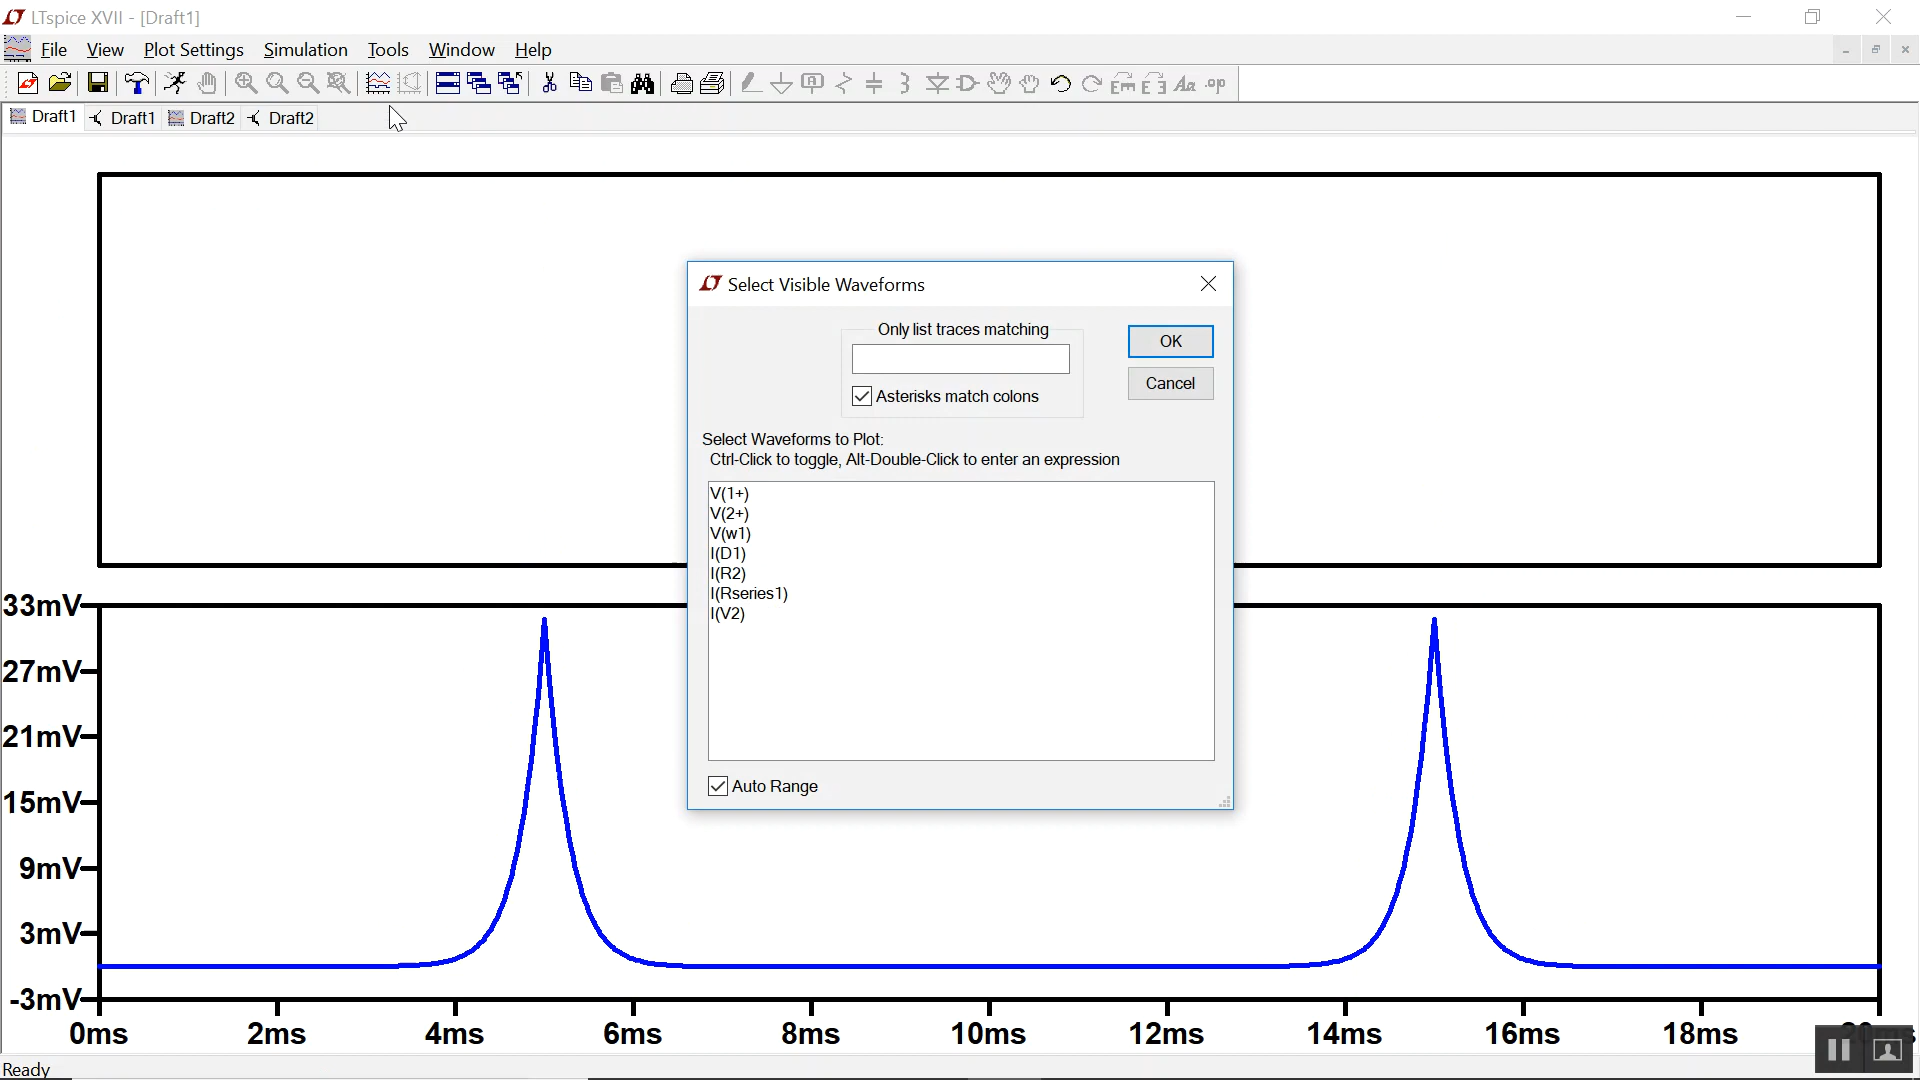 LTspice XVII - [Draft1]
File View Plot Settings Simulation Tools Window Help
Draft1 Draft1 Draft2 Draft2
Select Visible Waveforms
Only list traces matching
OK
Asterisks match colons
Cancel
Select Waveforms to Plot:
Ctrl-Click to toggle, Alt-Double-Click to enter an expression
V(1+)
V(2+)
V(w1)
I(D1)
I(R2)
I(Rseries1)
I(V2)
Auto Range
33mV
27mV
21mV
15mV
9mV
3mV
-3mV
0ms 2ms 4ms 6ms 8ms 10ms 12ms 14ms 16ms 18ms
Ready